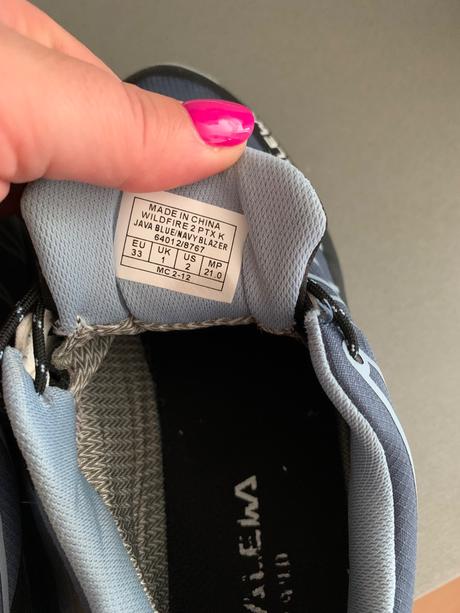 MADE IN CHINA
WILDFIRE 2 PTX K
JAVA BLUE/NAVY BLAZER
64012/8767
EU UK US MP
33 1 2 21.0
MC 2-12